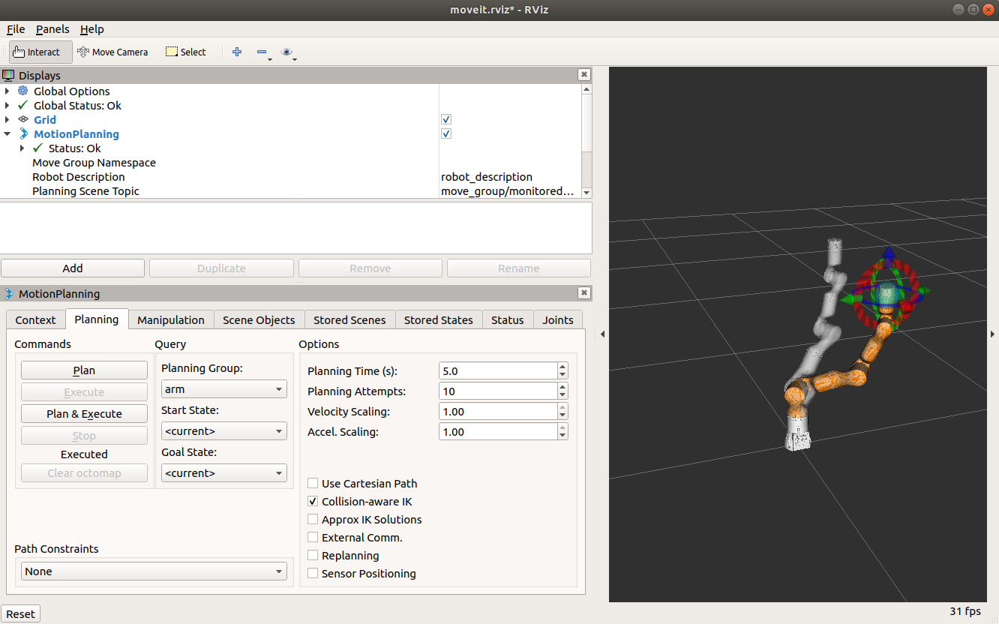 moveit.rviz* - RViz
File Panels Help
Interact Move Camera Select
Displays
Global Options
Global Status: Ok
Grid
MotionPlanning
Status: Ok
Move Group Namespace
Robot Description robot_description
Planning Scene Topic move_group/monitored…
Add Duplicate Remove Rename
MotionPlanning
Context Planning Manipulation Scene Objects Stored Scenes Stored States Status Joints
Commands Query Options
Plan
Execute
Plan & Execute
Stop
Executed
Clear octomap
Planning Group:
arm
Start State:
<current>
Goal State:
<current>
Planning Time (s): 5.0
Planning Attempts: 10
Velocity Scaling: 1.00
Accel. Scaling: 1.00
Use Cartesian Path
Collision-aware IK
Approx IK Solutions
External Comm.
Replanning
Sensor Positioning
Path Constraints
None
Reset
31 fps